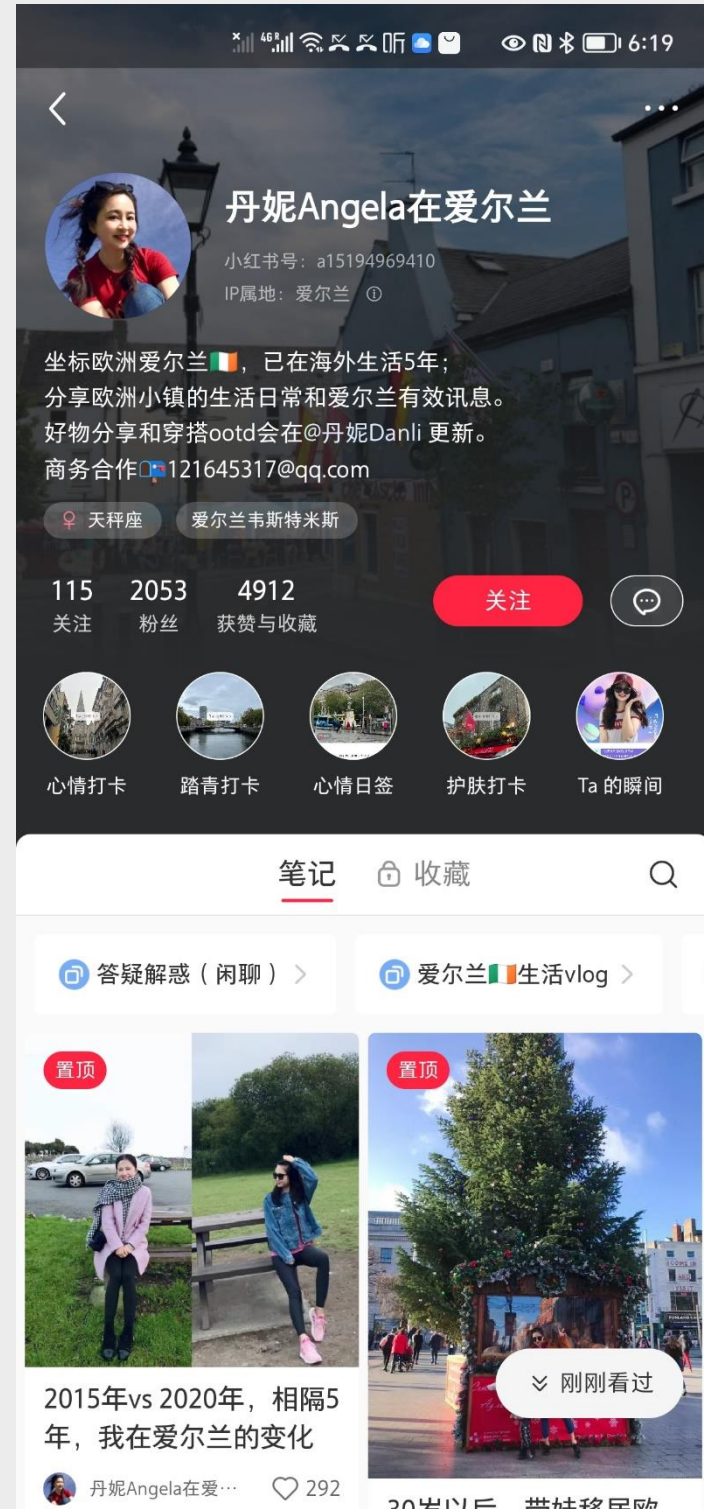 听 6:19
丹妮Angela在爱尔兰
小红书号：a15194969410
IP属地：爱尔兰
坐标欧洲爱尔兰🇮🇪，已在海外生活5年；
分享欧洲小镇的生活日常和爱尔兰有效讯息。
好物分享和穿搭ootd会在@丹妮Danli 更新。
商务合作📭121645317@qq.com
♀ 天秤座 爱尔兰韦斯特米斯
115 2053 4912
关注 粉丝 获赞与收藏 关注
心情打卡 踏青打卡 心情日签 护肤打卡 Ta 的瞬间
笔记 收藏
答疑解惑（闲聊） 爱尔兰🇮🇪生活vlog
置顶 置顶
刚刚看过
2015年vs 2020年，相隔5
年，我在爱尔兰的变化
丹妮Angela在爱… 292
30岁以后，带娃移居欧